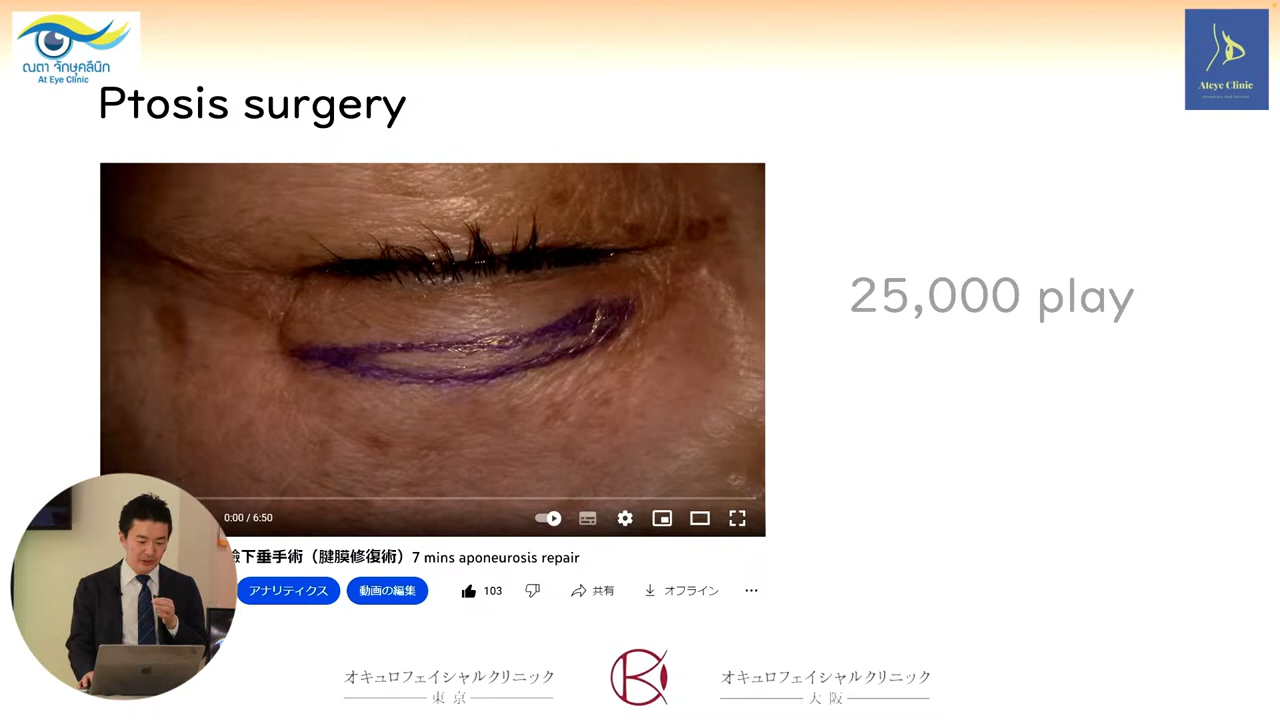 ณตา จักษุคลีนิก
At Eye Clinic
Ateye Clinic
Ptosis surgery
25,000 play
0:00 / 6:50
瞼下垂手術（腱膜修復術）7 mins aponeurosis repair
アナリティクス
動画の編集
103
共有
オフライン
オキュロフェイシャルクリニック
東京
オキュロフェイシャルクリニック
大阪